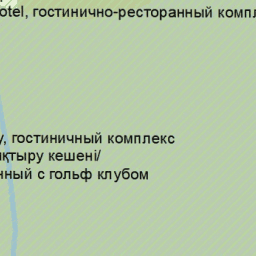 otel, гостинично-ресторанный компл
у, гостиничный комплекс
ықтыру кешені/
нный с гольф клубом